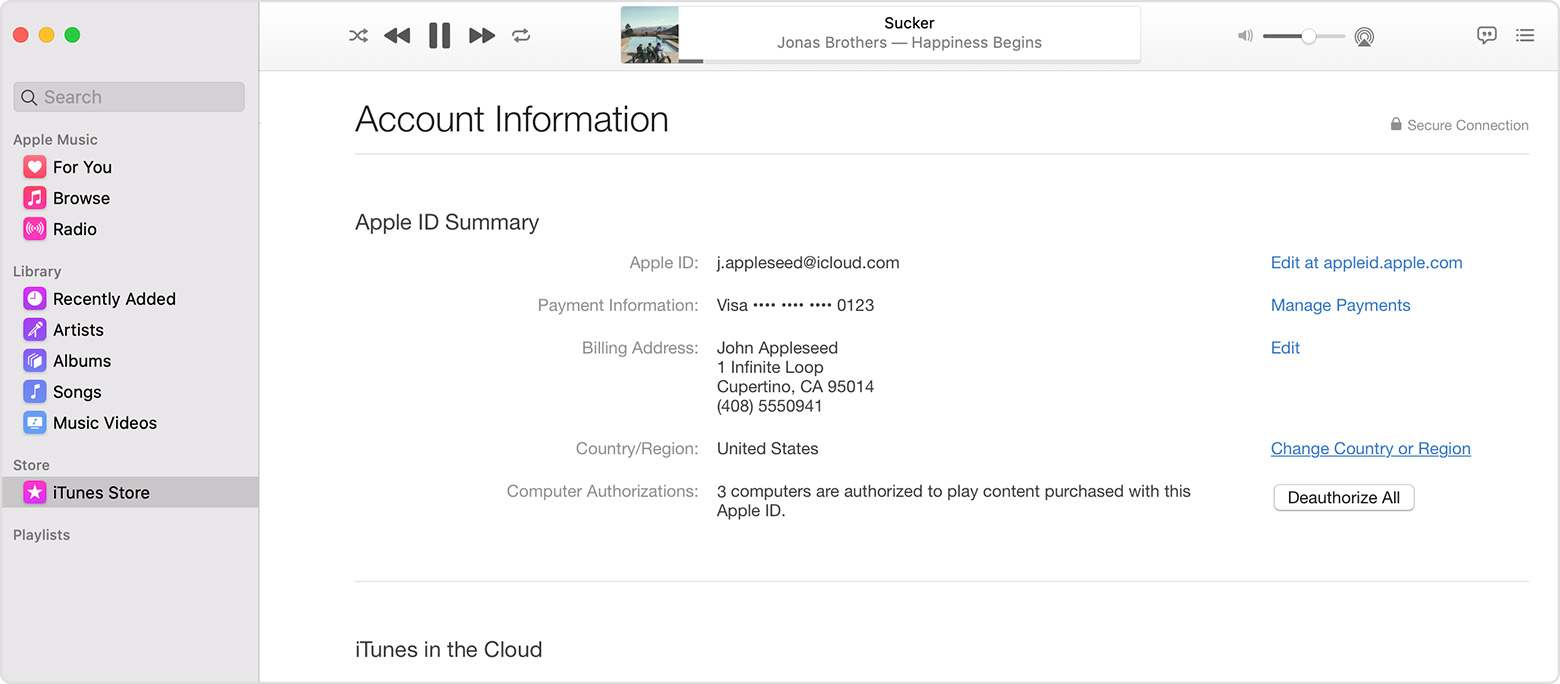 Search
Apple Music
For You
Browse
Radio
Library
Recently Added
Artists
Albums
Songs
Music Videos
Store
iTunes Store
Playlists
Sucker
Jonas Brothers — Happiness Begins
Account Information
Secure Connection
Apple ID Summary
Apple ID: j.appleseed@icloud.com Edit at appleid.apple.com
Payment Information: Visa •••• •••• •••• 0123 Manage Payments
Billing Address: John Appleseed Edit
1 Infinite Loop
Cupertino, CA 95014
(408) 5550941
Country/Region: United States Change Country or Region
Computer Authorizations: 3 computers are authorized to play content purchased with this Deauthorize All
Apple ID.
iTunes in the Cloud